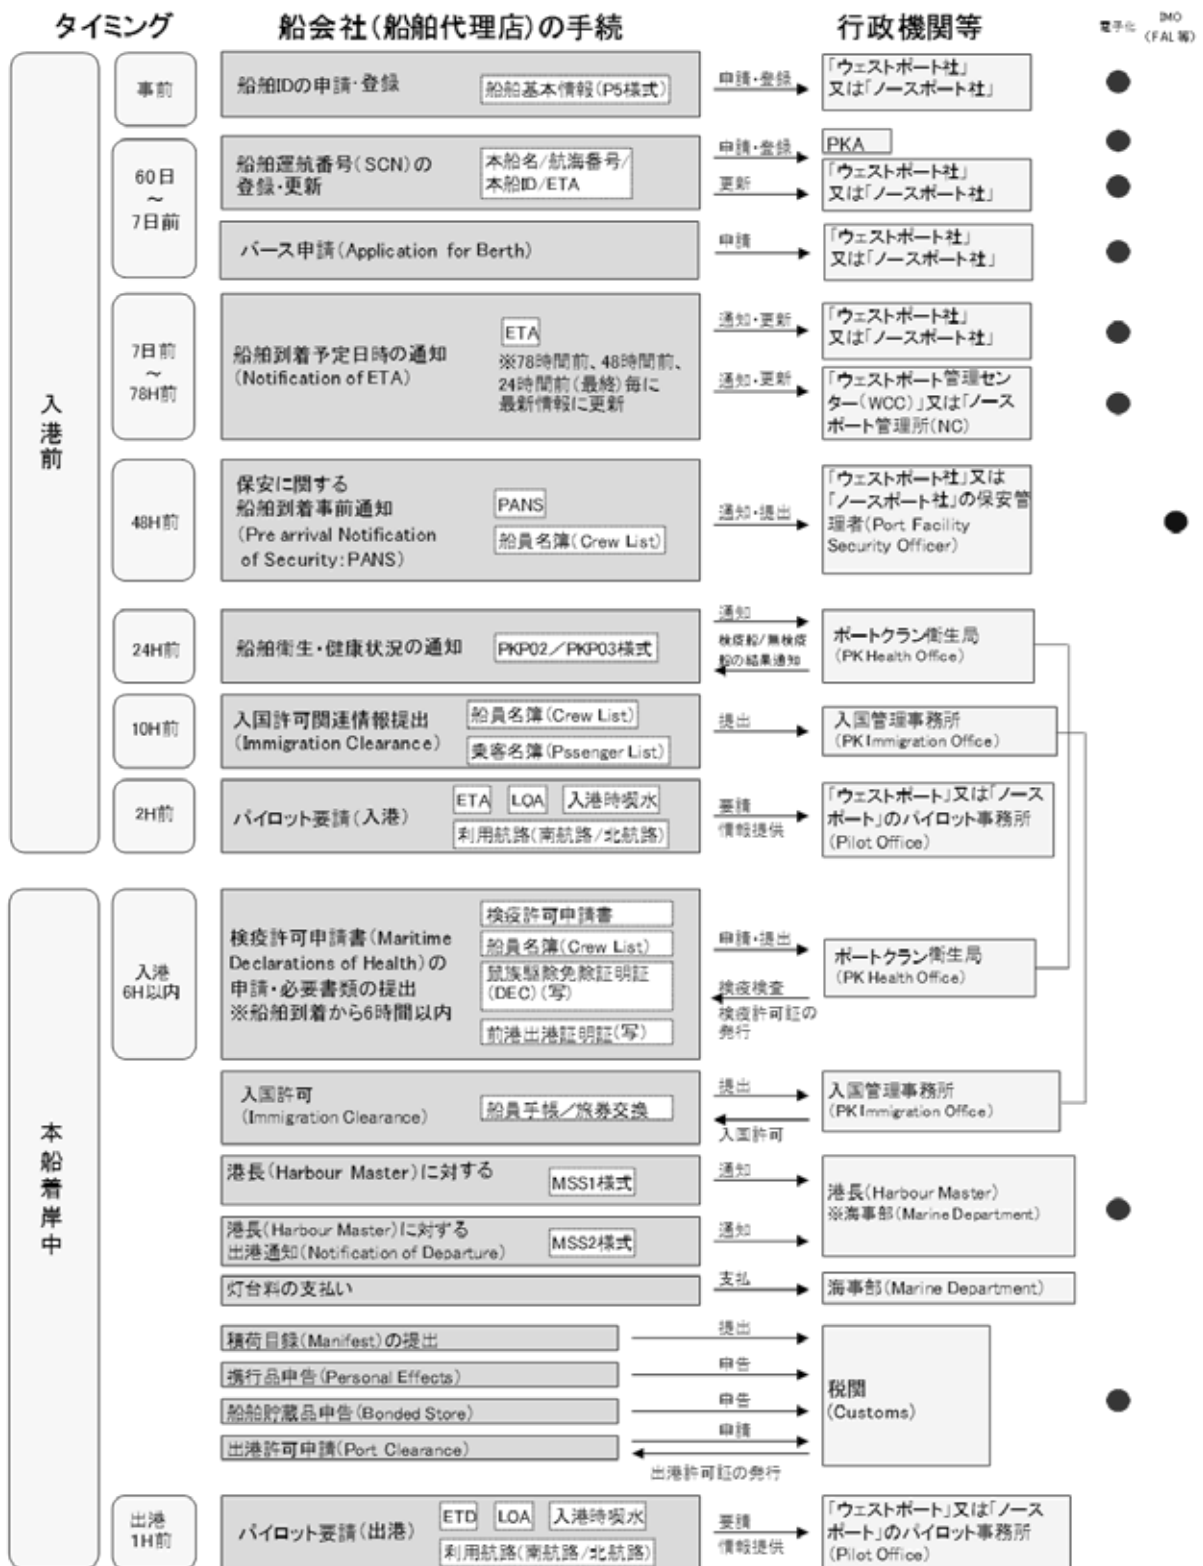 タイミング
船会社(船舶代理店)の手続
行政機関等
電子化
IMO
(FAL等)
入港前
事前
船舶IDの申請・登録
船舶基本情報(P5様式)
申請・登録
「ウェストポート社」
又は「ノースポート社」
60日
～
7日前
船舶運航番号(SCN)の
登録・更新
本船名/航海番号/
本船ID/ETA
申請・登録
PKA
更新
「ウェストポート社」
又は「ノースポート社」
バース申請(Application for Berth)
申請
「ウェストポート社」
又は「ノースポート社」
7日前
～
78H前
船舶到着予定日時の通知
(Notification of ETA)
ETA
※78時間前、48時間前、
24時間前(最終)毎に
最新情報に更新
通知・更新
「ウェストポート社」
又は「ノースポート社」
通知・更新
「ウェストポート管理セン
ター(WCC)」又は「ノース
ポート管理所(NC)
48H前
保安に関する
船舶到着事前通知
(Pre arrival Notification
of Security:PANS)
PANS
船員名簿(Crew List)
通知・提出
「ウェストポート社」又は
「ノースポート社」の保安管
理者(Port Facility
Security Officer)
24H前
船舶衛生・健康状況の通知
PKP02／PKP03様式
通知
検疫船/無検疫
船の結果通知
ポートクラン衛生局
(PK Health Office)
10H前
入国許可関連情報提出
(Immigration Clearance)
船員名簿(Crew List)
乗客名簿(Pssenger List)
提出
入国管理事務所
(PK Immigration Office)
2H前
パイロット要請(入港)
ETA
LOA
入港時喫水
利用航路(南航路/北航路)
要請
情報提供
「ウェストポート」又は「ノース
ポート」のパイロット事務所
(Pilot Office)
本船着岸中
入港
6H以内
検疫許可申請書(Maritime
Declarations of Health)の
申請・必要書類の提出
※船舶到着から6時間以内
検疫許可申請書
船員名簿(Crew List)
鼠族駆除免除証明証
(DEC)(写)
前港出港証明証(写)
申請・提出
検疫検査
検疫許可証の
発行
ポートクラン衛生局
(PK Health Office)
入国許可
(Immigration Clearance)
船員手帳／旅券交換
提出
入国許可
入国管理事務所
(PK Immigration Office)
港長(Harbour Master)に対する
MSS1様式
通知
港長(Harbour Master)
※海事部(Marine Department)
港長(Harbour Master)に対する
出港通知(Notification of Departure)
MSS2様式
通知
灯台料の支払い
支払
海事部(Marine Department)
積荷目録(Manifest)の提出
提出
携行品申告(Personal Effects)
申告
税関
(Customs)
船舶貯蔵品申告(Bonded Store)
申告
出港許可申請(Port Clearance)
申請
出港許可証の発行
出港
1H前
パイロット要請(出港)
ETD
LOA
入港時喫水
利用航路(南航路/北航路)
要請
情報提供
「ウェストポート」又は「ノース
ポート」のパイロット事務所
(Pilot Office)